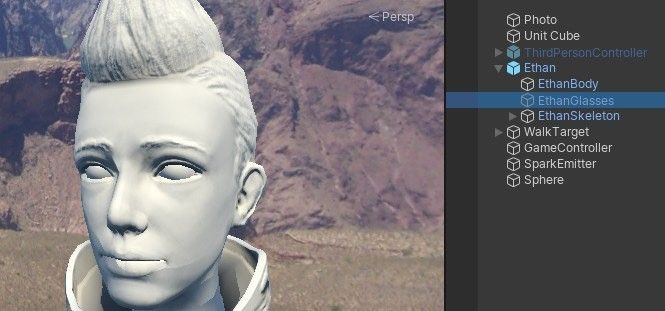 Persp
Photo
Unit Cube
ThirdPersonController
Ethan
EthanBody
EthanGlasses
EthanSkeleton
WalkTarget
GameController
SparkEmitter
Sphere